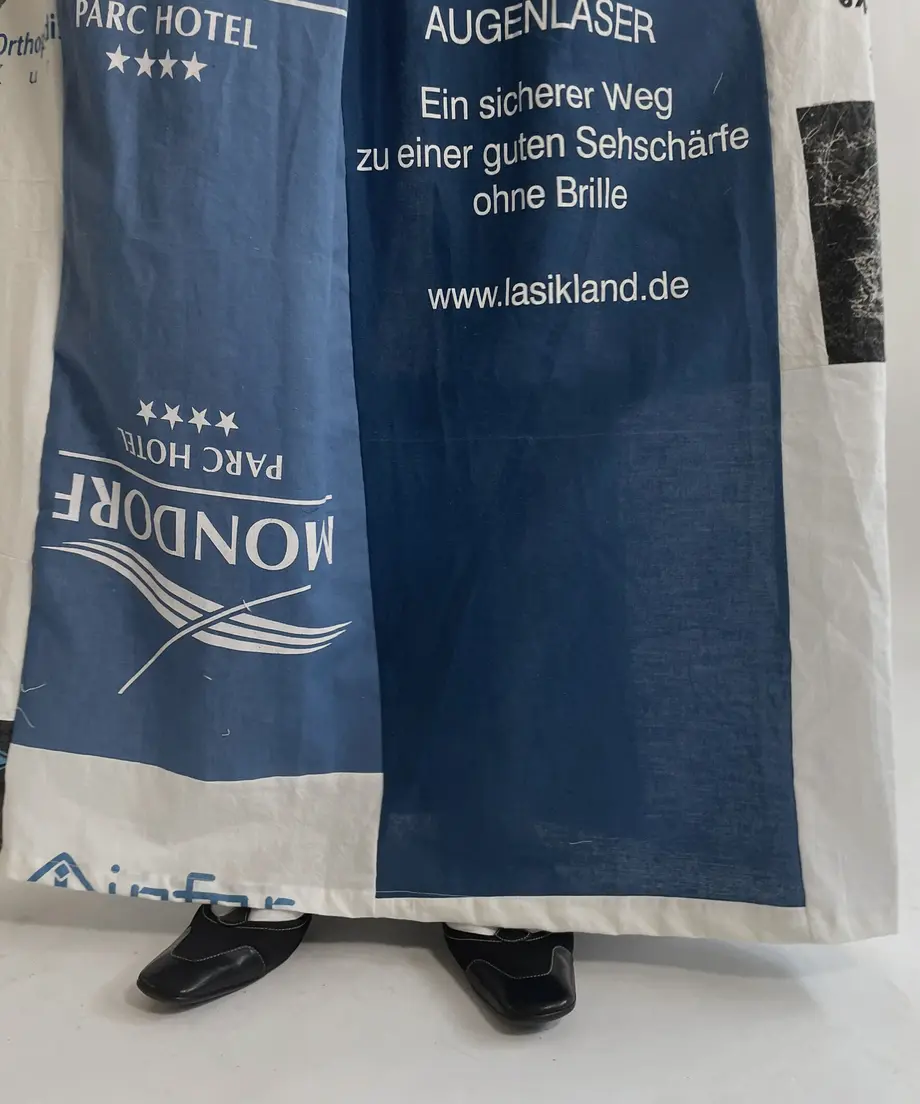 PARC HOTEL
★★★★
AUGENLASER
Ein sicherer Weg
zu einer guten Sehschärfe
ohne Brille
www.lasikland.de
★★★★
PARC HOTEL
MONDORF